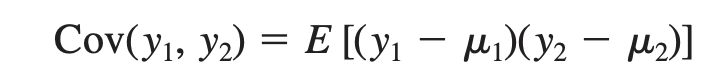 Cov(y₁, y₂) = E [(y₁ − μ₁)(y₂ − μ₂)]